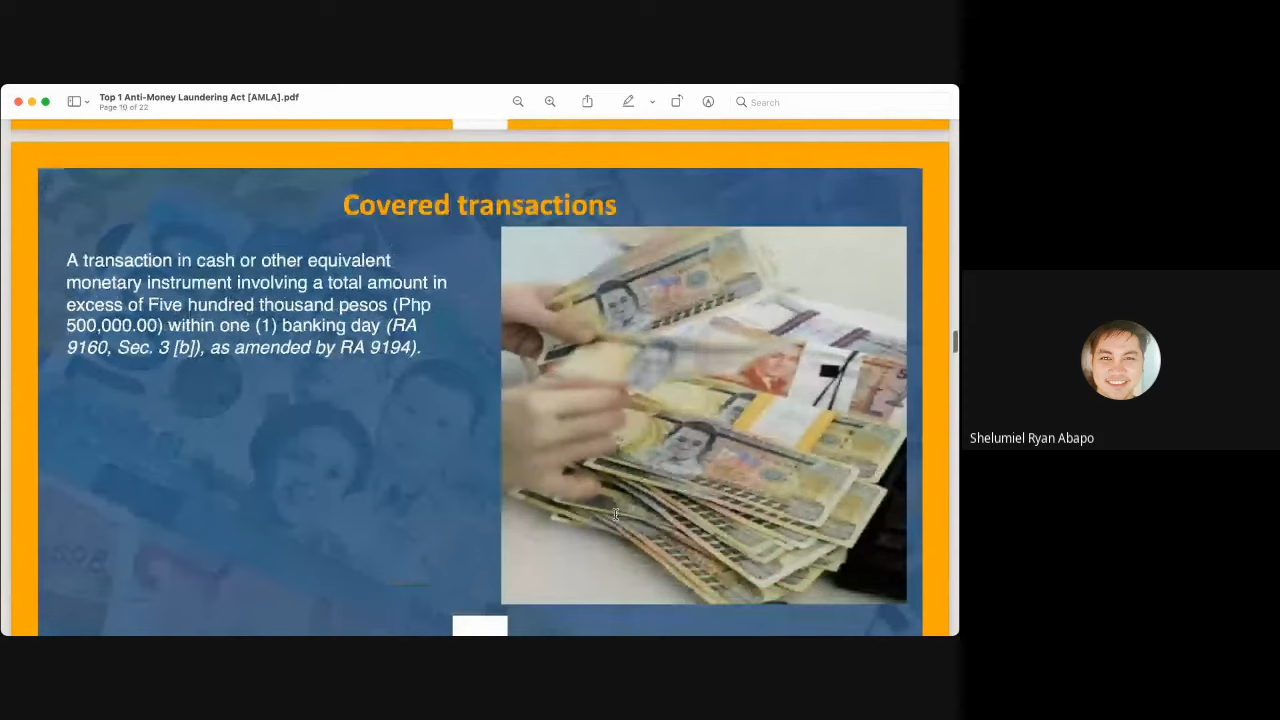 Top 1 Anti-Money Laundering Act [AMLA].pdf
Page 10 of 22
Search
Covered transactions
A transaction in cash or other equivalent
monetary instrument involving a total amount in
excess of Five hundred thousand pesos (Php
500,000.00) within one (1) banking day (RA
9160, Sec. 3 [b]), as amended by RA 9194).
Shelumiel Ryan Abapo